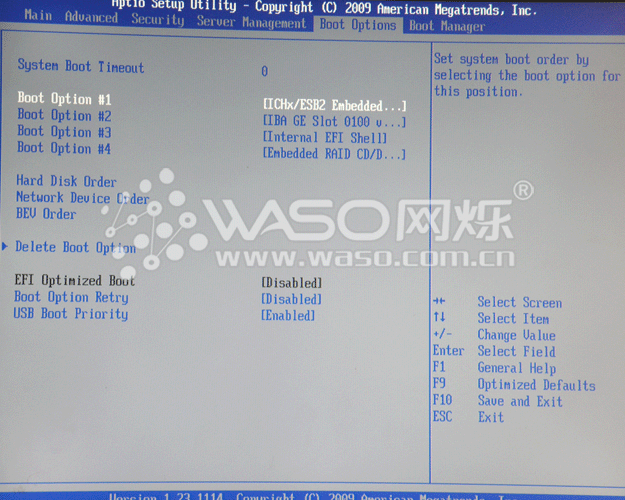 Aptio Setup Utility - Copyright (C) 2009 American Megatrends, Inc.
Main Advanced Security Server Management Boot Options Boot Manager
System Boot Timeout 0
Boot Option #1 [ICHx/ESB2 Embedded...]
Boot Option #2 [IBA GE Slot 0100 v...]
Boot Option #3 [Internal EFI Shell]
Boot Option #4 [Embedded RAID CD/D...]
Hard Disk Order
Network Device Order
BEV Order
Delete Boot Option
EFI Optimized Boot [Disabled]
Boot Option Retry [Disabled]
USB Boot Priority [Enabled]
Set system boot order by
selecting the boot option for
this position.
→← Select Screen
↑↓ Select Item
+/- Change Value
Enter Select Field
F1 General Help
F9 Optimized Defaults
F10 Save and Exit
ESC Exit
Version 1.23.1114. Copyright (C) 2009 American Megatrends, Inc.
WASO网烁®
www.waso.com.cn